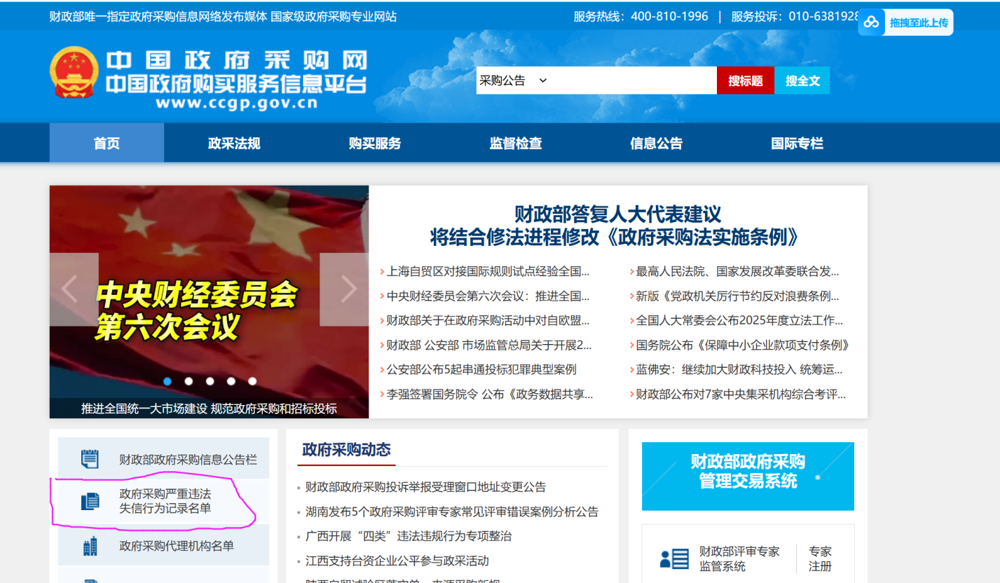 财政部唯一指定政府采购信息网络发布媒体 国家级政府采购专业网站
服务热线：400-810-1996 | 服务投诉：010-6381928
拖拽至此上传
中国政府采购网
中国政府购买服务信息平台
www.ccgp.gov.cn
采购公告
搜标题
搜全文
首页
政采法规
购买服务
监督检查
信息公告
国际专栏
中央财经委员会
第六次会议
推进全国统一大市场建设 规范政府采购和招标投标
财政部答复人大代表建议
将结合修法进程修改《政府采购法实施条例》
上海自贸区对接国际规则试点经验全国...
最高人民法院、国家发展改革委联合发...
中央财经委员会第六次会议：推进全国...
新版《党政机关厉行节约反对浪费条例...
财政部关于在政府采购活动中对自欧盟...
全国人大常委会公布2025年度立法工作...
财政部 公安部 市场监管总局关于开展2...
国务院公布《保障中小企业款项支付条例》
公安部公布5起串通投标犯罪典型案例
蓝佛安：继续加大财政科技投入 统筹运...
李强签署国务院令 公布《政务数据共享...
财政部公布对7家中央集采机构综合考评...
财政部政府采购信息公告栏
政府采购严重违法
失信行为记录名单
政府采购代理机构名单
政府采购动态
财政部政府采购投诉举报受理窗口地址变更公告
湖南发布5个政府采购评审专家常见评审错误案例分析公告
广西开展“四类”违法违规行为专项整治
江西支持台资企业公平参与政采活动
财政部政府采购
管理交易系统
财政部评审专家
监管系统
专家
注册